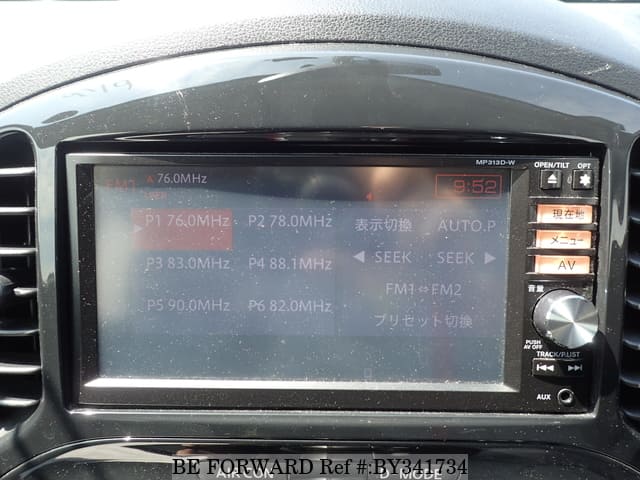 MP313D-W
OPEN/TILT OPT
FM1 76.0MHz
9:52
P1 76.0MHz P2 78.0MHz 表示切換 AUTO.P
P3 83.0MHz P4 88.1MHz ◀ SEEK SEEK ▶
FM1⇔FM2
P5 90.0MHz P6 82.0MHz プリセット切換
現在地
メニュー
AV
音量
PUSH
AV OFF
TRACK/P.LIST
AUX
AIR CON D-MODE
BE FORWARD Ref #:BY341734